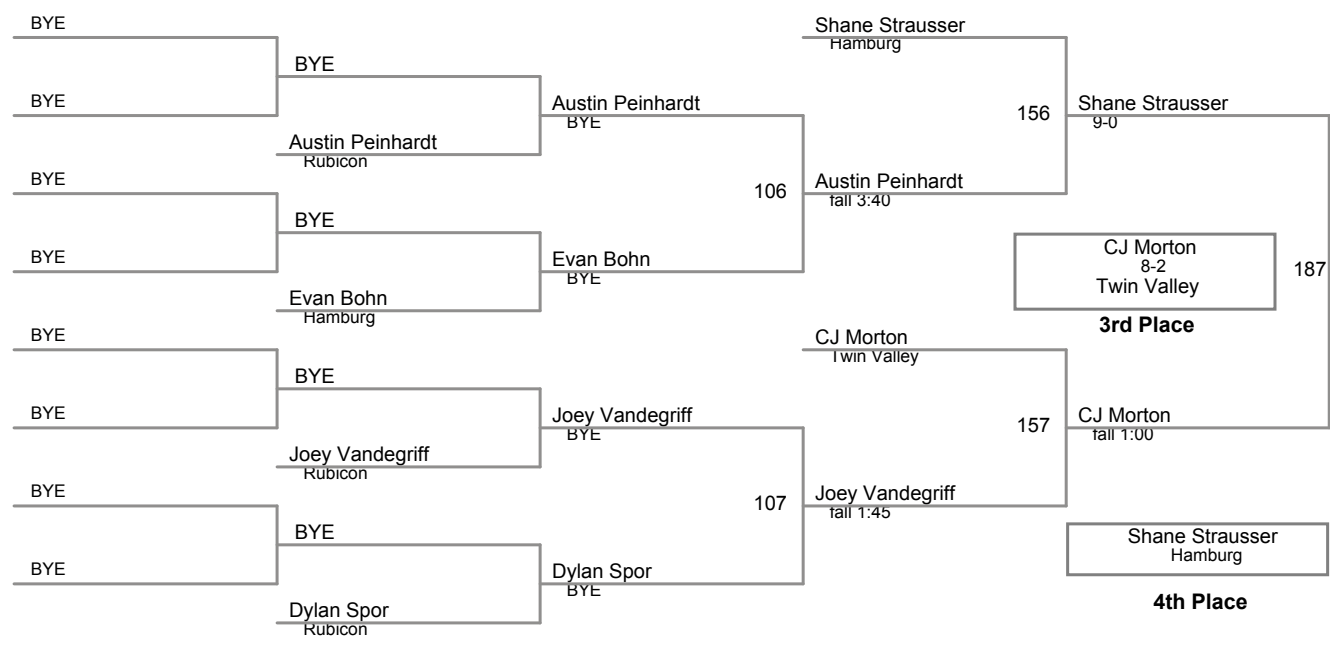 BYE
BYE
BYE
BYE
BYE
BYE
BYE
BYE
BYE
Austin Peinhardt
Rubicon
BYE
Evan Bohn
Hamburg
BYE
Joey Vandegriff
Rubicon
BYE
Dylan Spor
Rubicon
Austin Peinhardt
BYE
Evan Bohn
BYE
Joey Vandegriff
BYE
Dylan Spor
BYE
106
107
Shane Strausser
Hamburg
Austin Peinhardt
fall 3:40
CJ Morton
Twin Valley
Joey Vandegriff
fall 1:45
156
157
Shane Strausser
9-0
CJ Morton
fall 1:00
187
CJ Morton
8-2
Twin Valley
3rd Place
Shane Strausser
Hamburg
4th Place